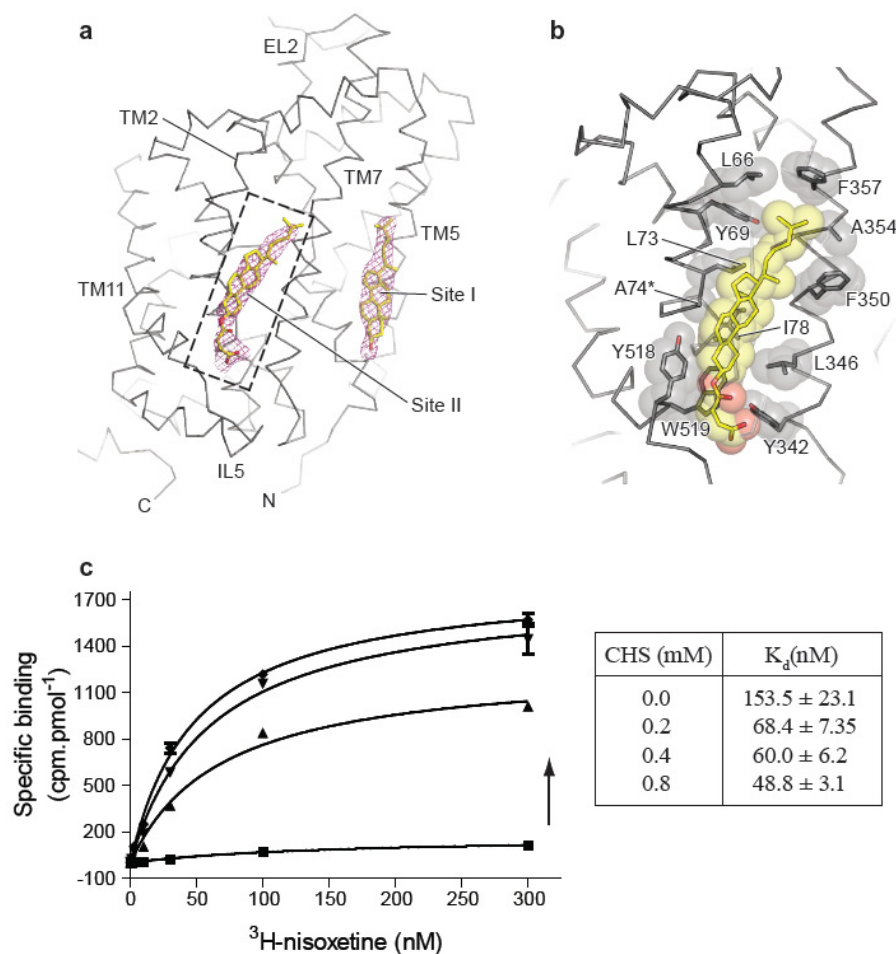 a
EL2
TM2
TM7
TM5
TM11
Site I
Site II
IL5
C
N
b
L66
F357
Y69
A354
L73
A74*
F350
I78
Y518
L346
W519
Y342
c
1700
1400
1100
800
500
200
-100
Specific binding
(cpm.pmol⁻¹)
0 50 100 150 200 250 300
³H-nisoxetine (nM)
CHS (mM) K_d(nM)
0.0 153.5 ± 23.1
0.2 68.4 ± 7.35
0.4 60.0 ± 6.2
0.8 48.8 ± 3.1